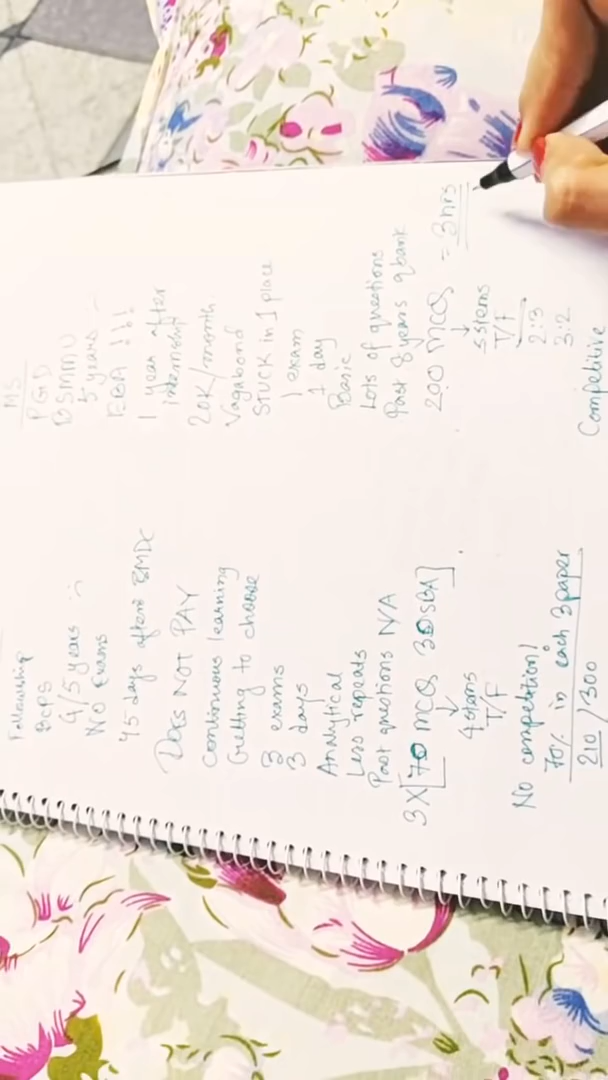 Fellowship
BCPS
4/5 years
NO Exams
45 days after BMDC
Does NOT PAY
Continuous learning
Getting to choose
3 exams
3 days
Analytical
Less repeats
Past questions N/A
3X[70 MCQ 30 SBA]
↓
4 stems
T/F
No competition!
70% in each 3 paper
210/300
MS
PGD
BSMMU
5 years
!!!
1 year after
internship
20K/month
Vagabond
STUCK in 1 place
1 exam
1 day
Basic
Lots of questions
Past 8 years qbank
200 MCQ = 3 hrs
↓
5 stems
T/F
2:3
3:2
Competitive